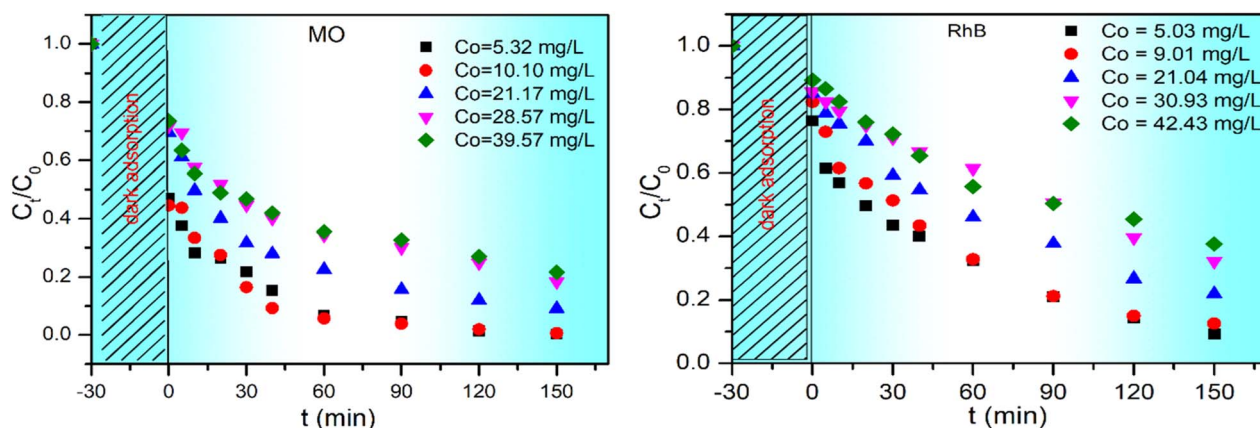 MO
Co=5.32 mg/L
Co=10.10 mg/L
Co=21.17 mg/L
Co=28.57 mg/L
Co=39.57 mg/L
dark adsorption
Ct/C0
1.0
0.8
0.6
0.4
0.2
0.0
-30 0 30 60 90 120 150
t (min)
RhB
Co = 5.03 mg/L
Co = 9.01 mg/L
Co = 21.04 mg/L
Co = 30.93 mg/L
Co = 42.43 mg/L
dark adsorption
Ct/C0
1.0
0.8
0.6
0.4
0.2
0.0
-30 0 30 60 90 120 150
t (min)